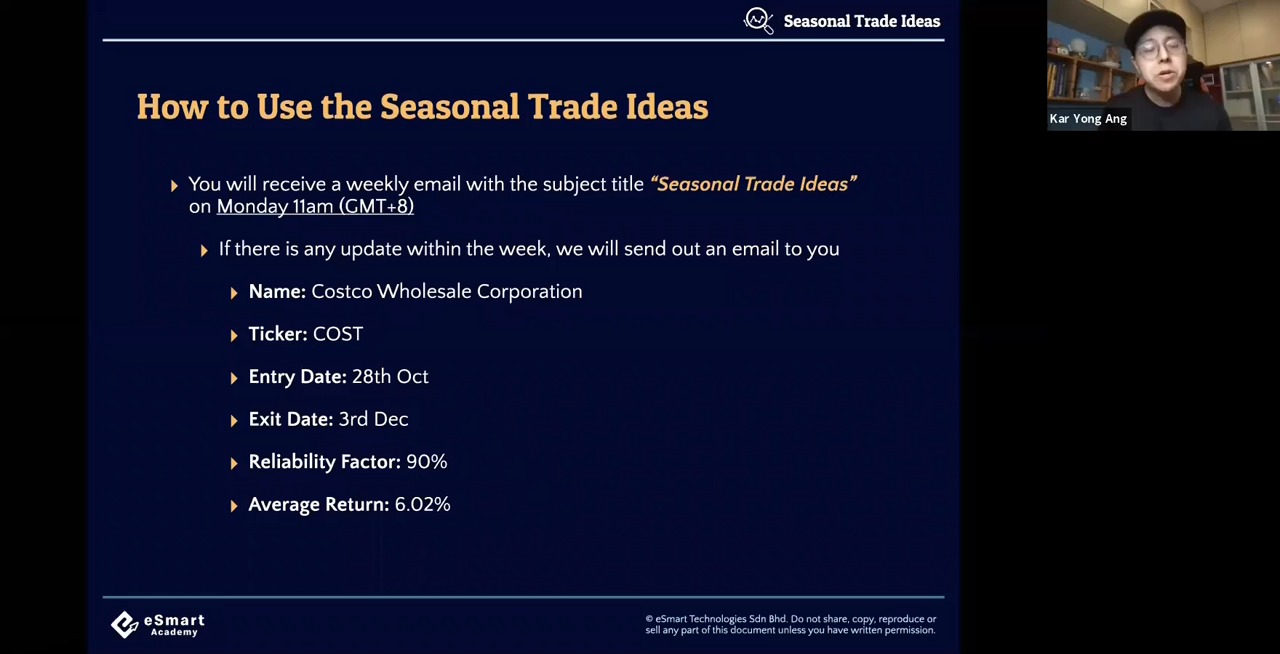 Seasonal Trade Ideas
Kar Yong Ang
How to Use the Seasonal Trade Ideas
You will receive a weekly email with the subject title “Seasonal Trade Ideas”
on Monday 11am (GMT+8)
If there is any update within the week, we will send out an email to you
Name: Costco Wholesale Corporation
Ticker: COST
Entry Date: 28th Oct
Exit Date: 3rd Dec
Reliability Factor: 90%
Average Return: 6.02%
eSmart
Academy
© eSmart Technologies Sdn Bhd. Do not share, copy, reproduce or
sell any part of this document unless you have written permission.